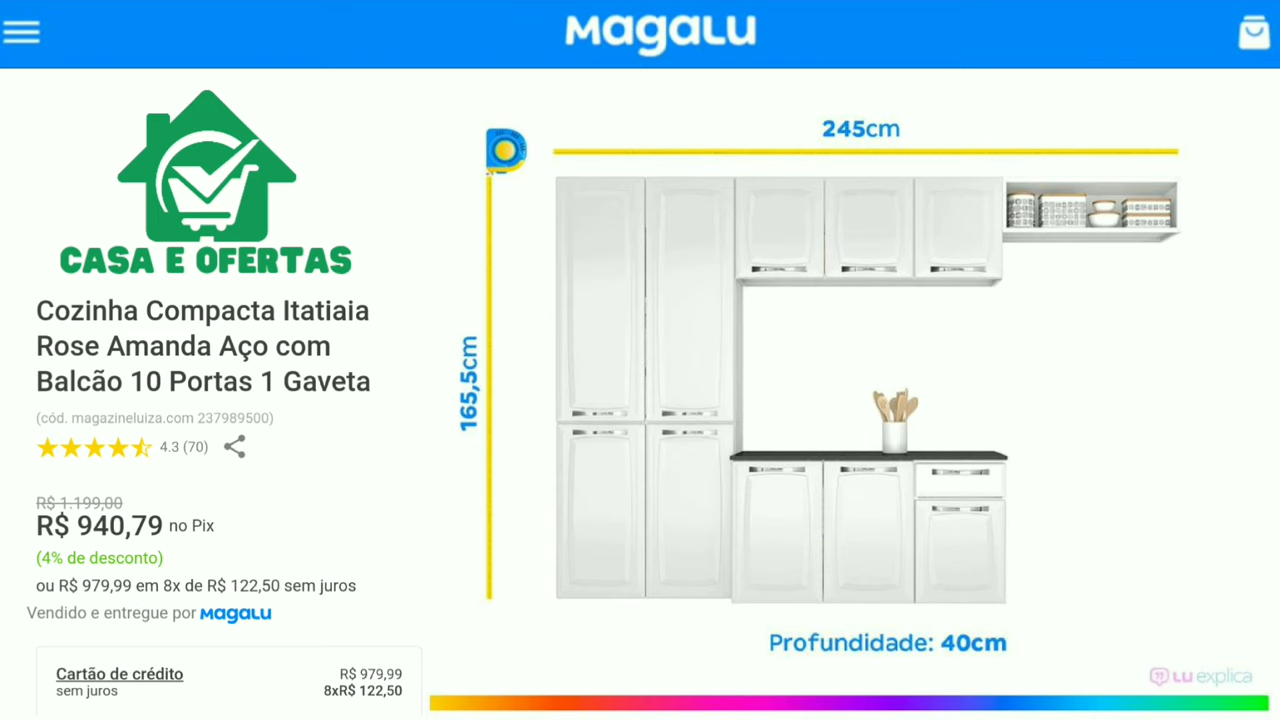 Magalu
CASA E OFERTAS
Cozinha Compacta Itatiaia
Rose Amanda Aço com
Balcão 10 Portas 1 Gaveta
(cód. magazineluiza.com 237989500)
4.3 (70)
R$ 1.199,00
R$ 940,79 no Pix
(4% de desconto)
ou R$ 979,99 em 8x de R$ 122,50 sem juros
Vendido e entregue por Magalu
Cartão de crédito R$ 979,99
sem juros 8xR$ 122,50
245cm
165,5cm
Profundidade: 40cm
Lu explica